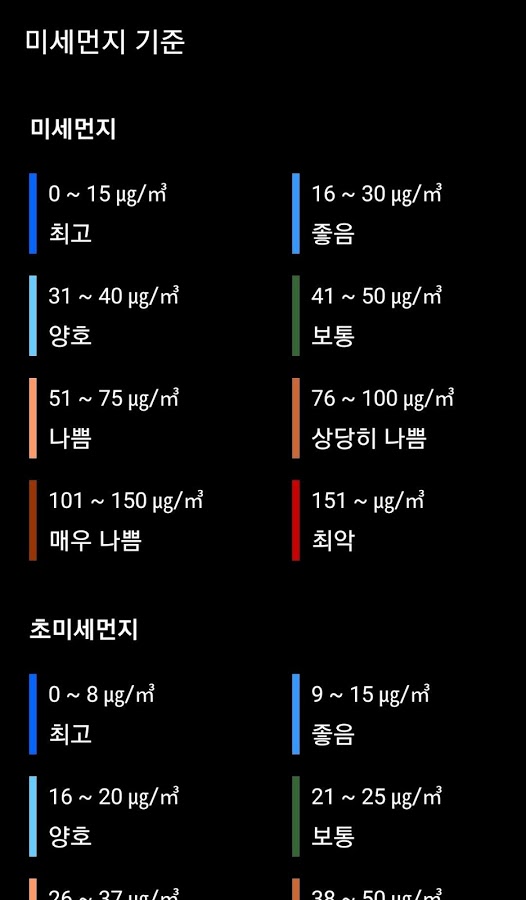 미세먼지 기준
미세먼지
0 ~ 15 ㎍/㎥
최고
16 ~ 30 ㎍/㎥
좋음
31 ~ 40 ㎍/㎥
양호
41 ~ 50 ㎍/㎥
보통
51 ~ 75 ㎍/㎥
나쁨
76 ~ 100 ㎍/㎥
상당히 나쁨
101 ~ 150 ㎍/㎥
매우 나쁨
151 ~ ㎍/㎥
최악
초미세먼지
0 ~ 8 ㎍/㎥
최고
9 ~ 15 ㎍/㎥
좋음
16 ~ 20 ㎍/㎥
양호
21 ~ 25 ㎍/㎥
보통
26 ~ 37 ㎍/㎥
38 ~ 50 ㎍/㎥